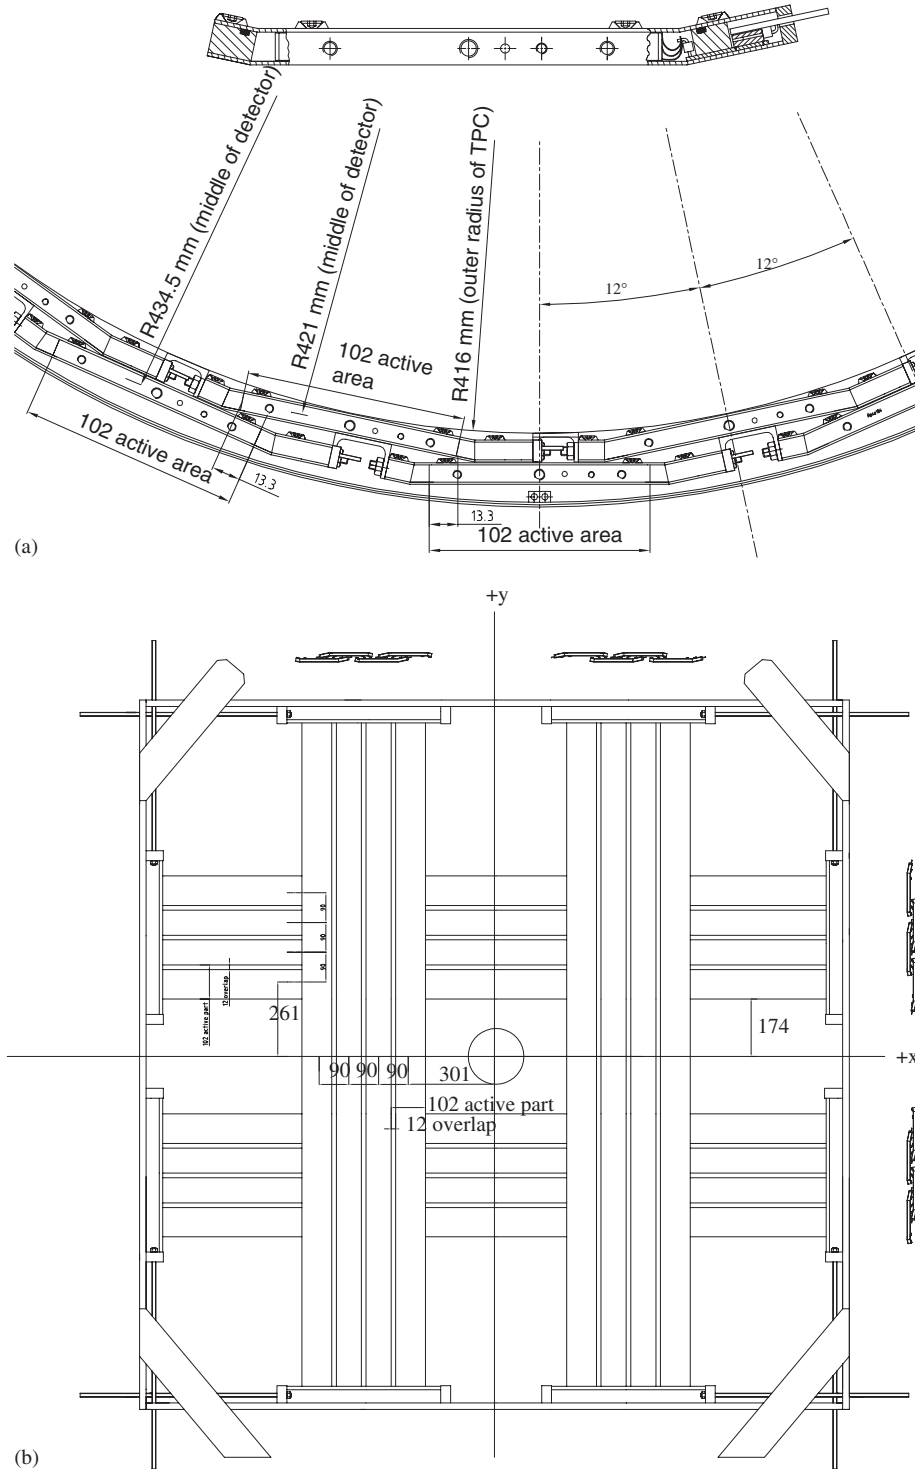 R434.5 mm (middle of detector)
R421 mm (middle of detector)
R416 mm (outer radius of TPC)
12°
12°
102 active
area
102 active area
13.3
13.3
102 active area
(a)
+y
90
90
90
12 overlap
102 active part
261
174
90 90 90 301
+x
102 active part
12 overlap
(b)